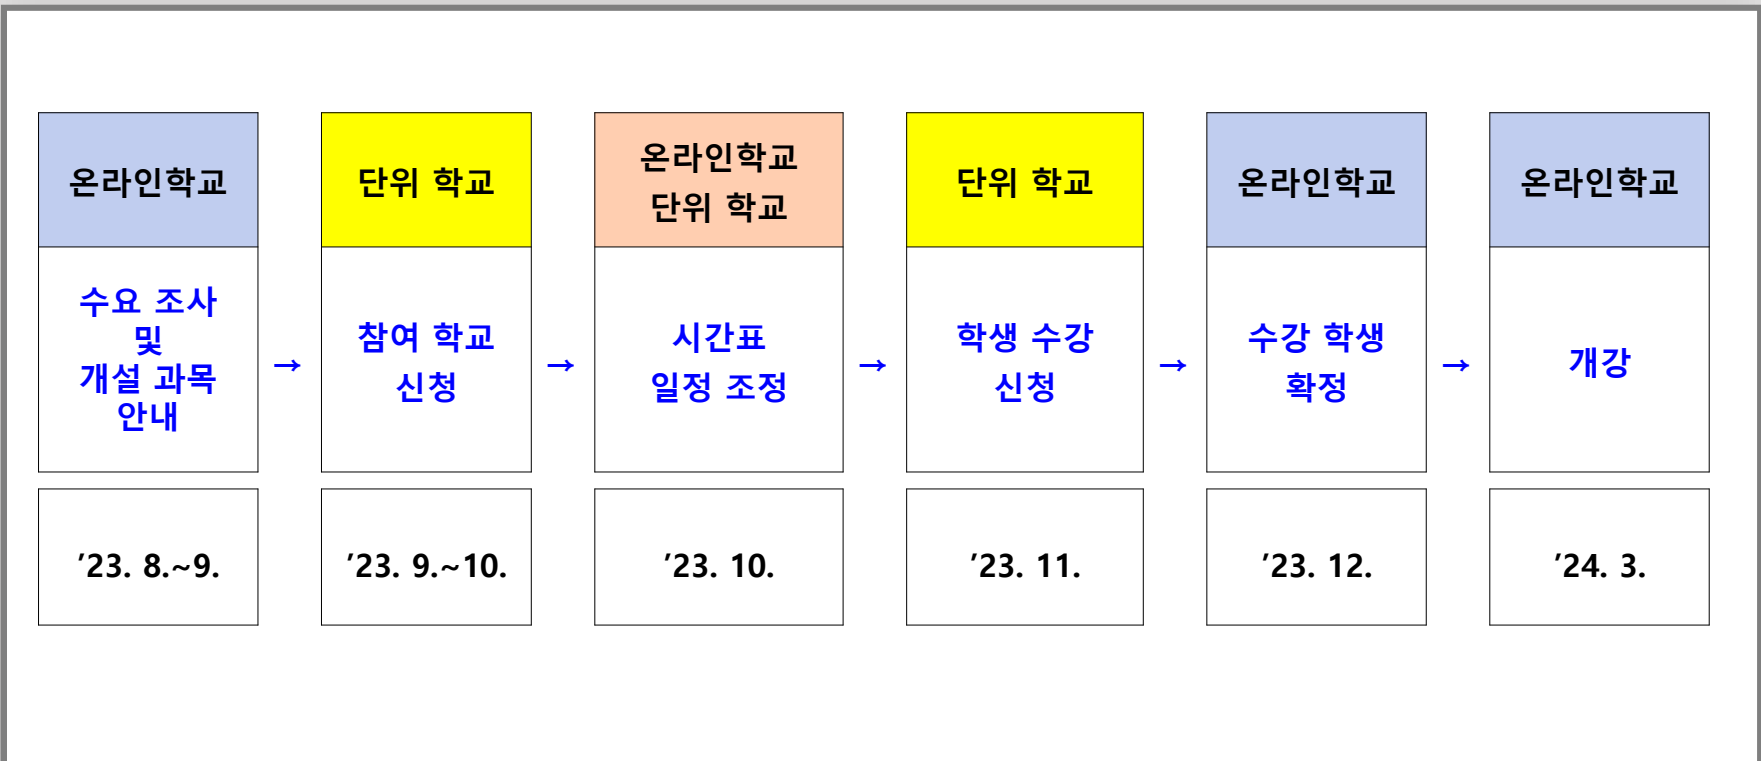 온라인학교
단위 학교
온라인학교
단위 학교
단위 학교
온라인학교
온라인학교
수요 조사
및
개설 과목
안내
→
참여 학교
신청
→
시간표
일정 조정
→
학생 수강
신청
→
수강 학생
확정
→
개강
’23. 8.~9.
’23. 9.~10.
’23. 10.
’23. 11.
’23. 12.
’24. 3.